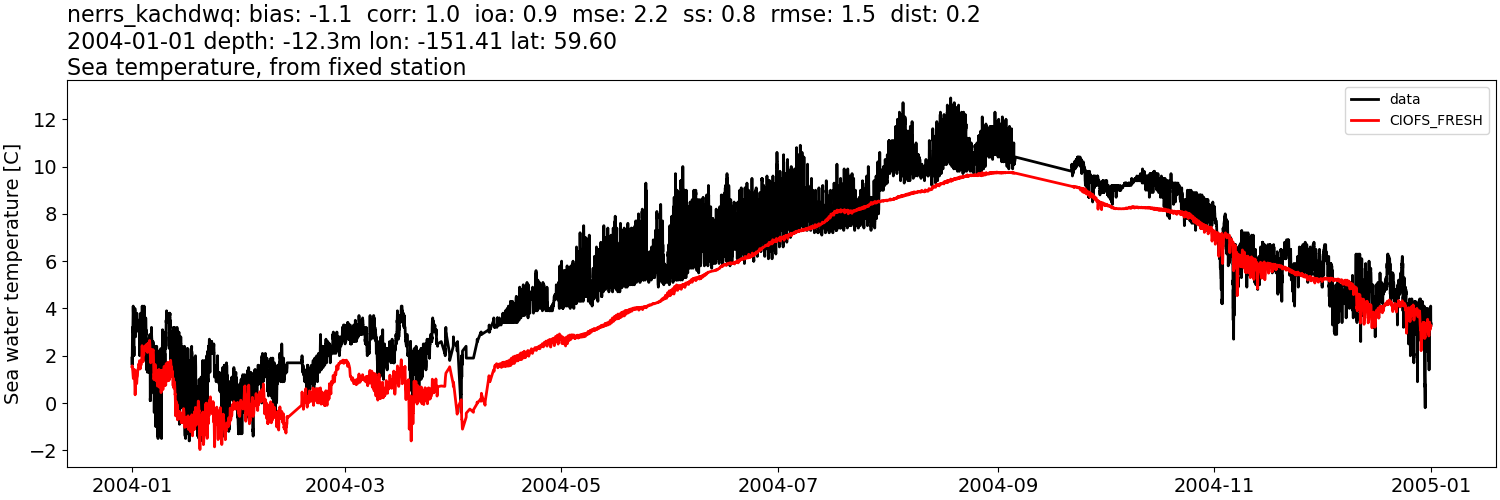 nerrs_kachdwq: bias: -1.1  corr: 1.0  ioa: 0.9  mse: 2.2  ss: 0.8  rmse: 1.5  dist: 0.2
2004-01-01 depth: -12.3m lon: -151.41 lat: 59.60
Sea temperature, from fixed station
data
CIOFS_FRESH
Sea water temperature [C]
12
10
8
6
4
2
0
−2
2004-01
2004-03
2004-05
2004-07
2004-09
2004-11
2005-01